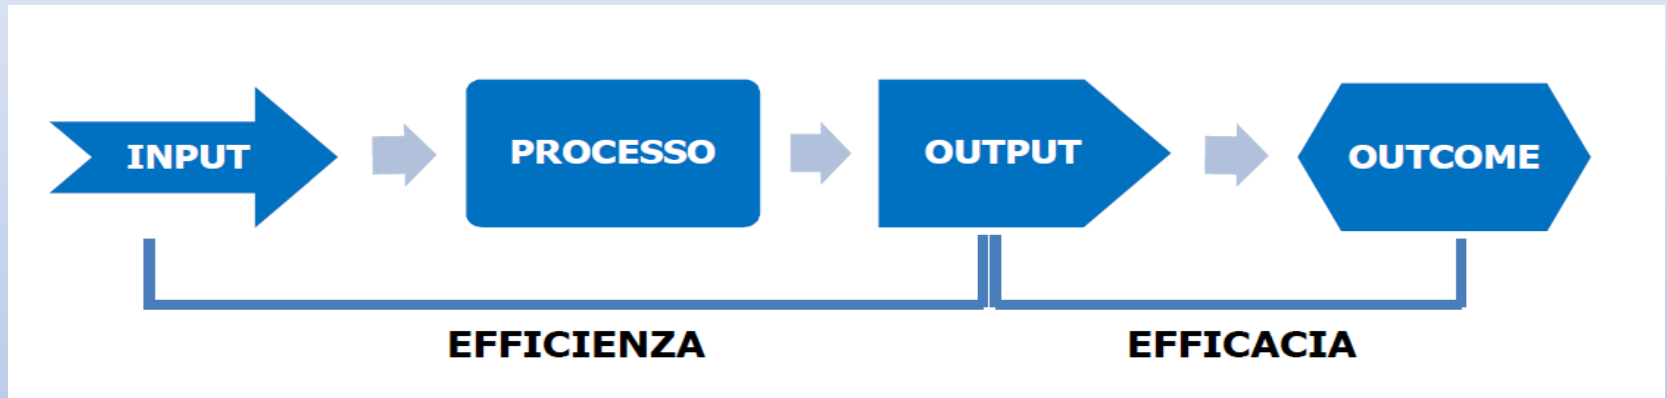 INPUT
PROCESSO
OUTPUT
OUTCOME
EFFICIENZA
EFFICACIA